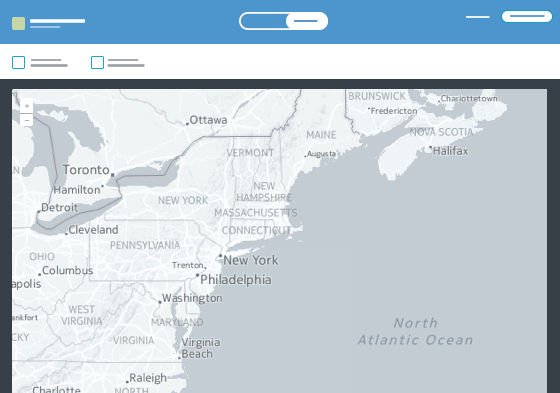 BRUNSWICK
Charlottetown
Fredericton
Ottawa
MAINE
NOVA SCOTIA
Augusta
Halifax
VERMONT
Toronto
Hamilton
NEW
HAMPSHIRE
NEW YORK
Detroit
MASSACHUSETTS
Cleveland
CONNECTICUT
PENNSYLVANIA
OHIO
New York
Trenton
Columbus
Philadelphia
apolis
Washington
WEST
VIRGINIA
ankfort
MARYLAND
North
Atlantic Ocean
CKY
VIRGINIA
Virginia
Beach
Raleigh
Charlotte
NORTH